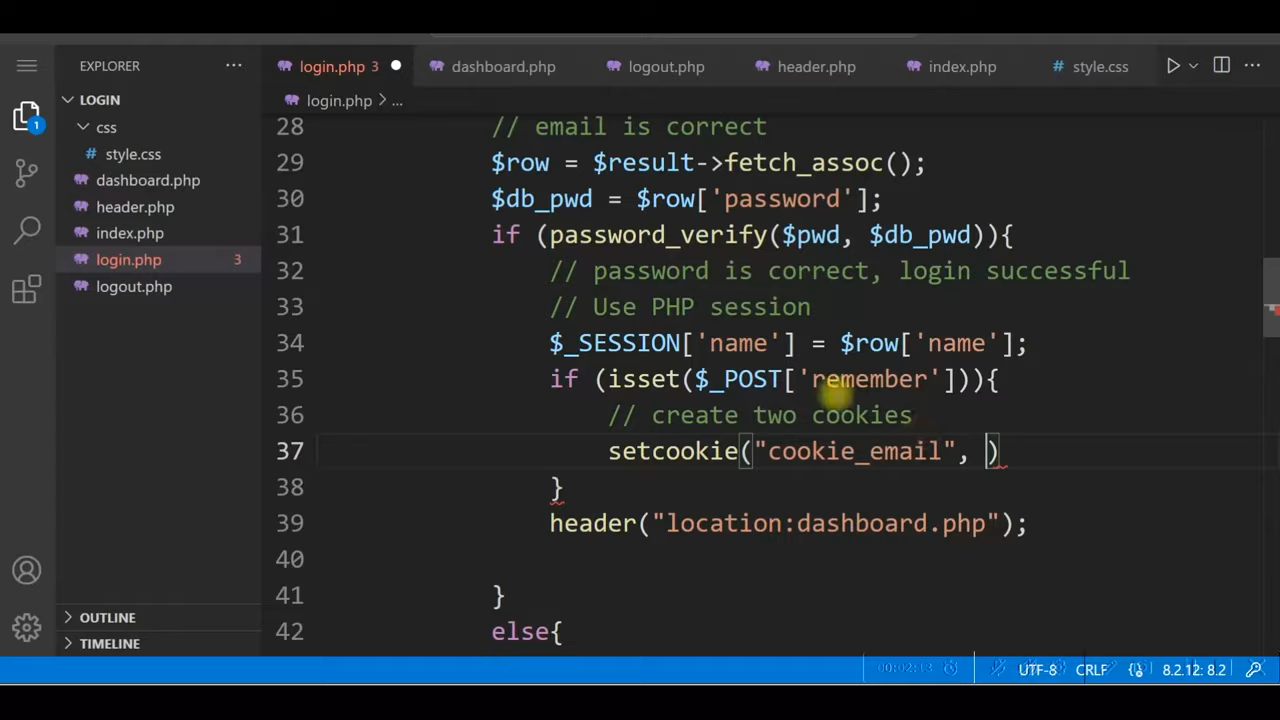 EXPLORER ...
login.php 3
dashboard.php
logout.php
header.php
index.php
# style.css
...
LOGIN
login.php > ...
css
# style.css
dashboard.php
header.php
index.php
login.php 3
logout.php
1
28 // email is correct
29 $row = $result->fetch_assoc();
30 $db_pwd = $row['password'];
31 if (password_verify($pwd, $db_pwd)){
32 // password is correct, login successful
33 // Use PHP session
34 $_SESSION['name'] = $row['name'];
35 if (isset($_POST['remember'])){
36 // create two cookies
37 setcookie("cookie_email", )
38 }
39 header("location:dashboard.php");
40
41 }
42 else{
OUTLINE
TIMELINE
UTF-8 CRLF 8.2.12: 8.2